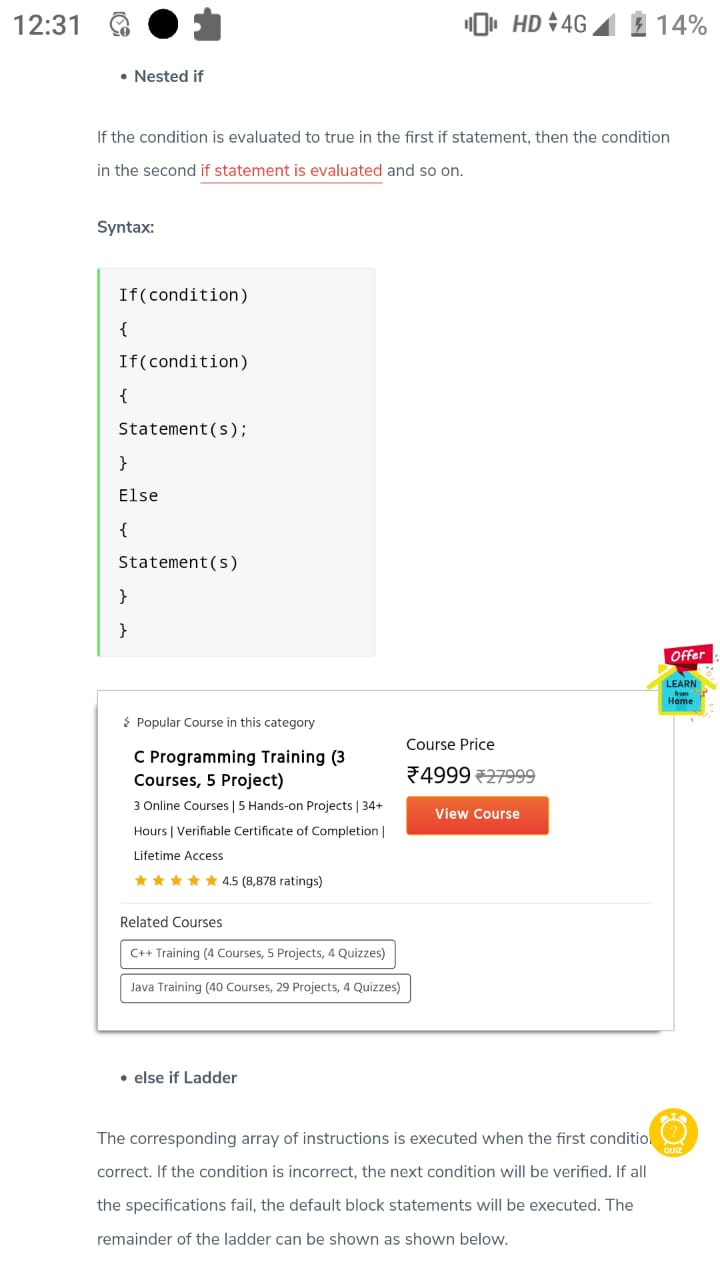 12:31
HD 4G 14%
• Nested if
If the condition is evaluated to true in the first if statement, then the condition
in the second if statement is evaluated and so on.
Syntax:
If(condition)
{
If(condition)
{
Statement(s);
}
Else
{
Statement(s)
}
}
Offer
LEARN
from
Home
Popular Course in this category
C Programming Training (3
Courses, 5 Project)
3 Online Courses | 5 Hands-on Projects | 34+
Hours | Verifiable Certificate of Completion |
Lifetime Access
4.5 (8,878 ratings)
Course Price
₹4999 ₹27999
View Course
Related Courses
C++ Training (4 Courses, 5 Projects, 4 Quizzes)
Java Training (40 Courses, 29 Projects, 4 Quizzes)
• else if Ladder
The corresponding array of instructions is executed when the first conditio
?
QUIZ
correct. If the condition is incorrect, the next condition will be verified. If all
the specifications fail, the default block statements will be executed. The
remainder of the ladder can be shown as shown below.